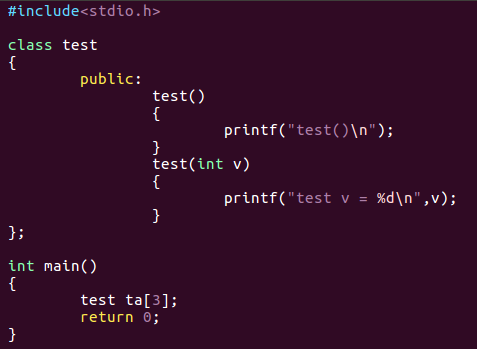 #include<stdio.h>
class test
{
        public:
                test()
                {
                        printf("test()\n");
                }
                test(int v)
                {
                        printf("test v = %d\n",v);
                }
};
int main()
{
        test ta[3];
        return 0;
}